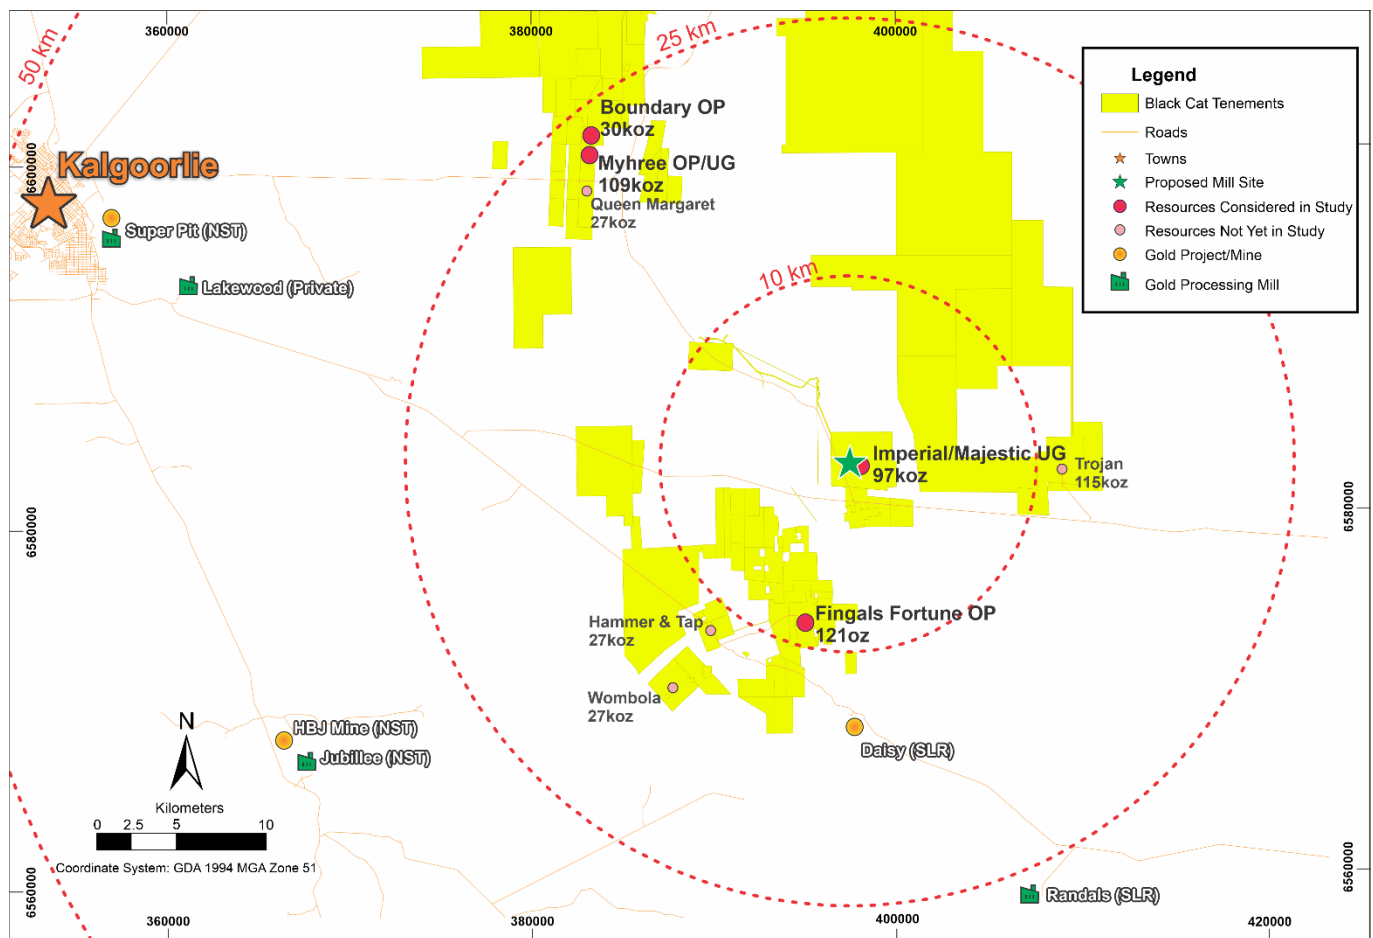 360000
380000
400000
50 km
25 km
Legend
Black Cat Tenements
Roads
Towns
Proposed Mill Site
Resources Considered in Study
Resources Not Yet in Study
Gold Project/Mine
Gold Processing Mill
Boundary OP
30koz
Myhree OP/UG
109koz
Queen Margaret
27koz
6600000
Kalgoorlie
Super Pit (NST)
Lakewood (Private)
10 km
Imperial/Majestic UG
97koz
Trojan
115koz
6580000
6580000
Fingals Fortune OP
121oz
Hammer & Tap
27koz
Wombola
27koz
Daisy (SLR)
HBJ Mine (NST)
Jubillee (NST)
N
Kilometers
0 2.5 5 10
Coordinate System: GDA 1994 MGA Zone 51
Randals (SLR)
6560000
6560000
360000
380000
400000
420000